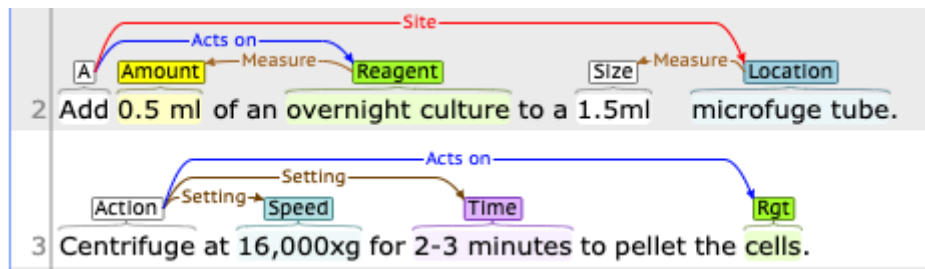 Site
Acts on
A Amount Measure Reagent Size Measure Location
2 Add 0.5 ml of an overnight culture to a 1.5ml microfuge tube.
Acts on
Setting
Action Setting Speed Time Rgt
3 Centrifuge at 16,000xg for 2-3 minutes to pellet the cells.